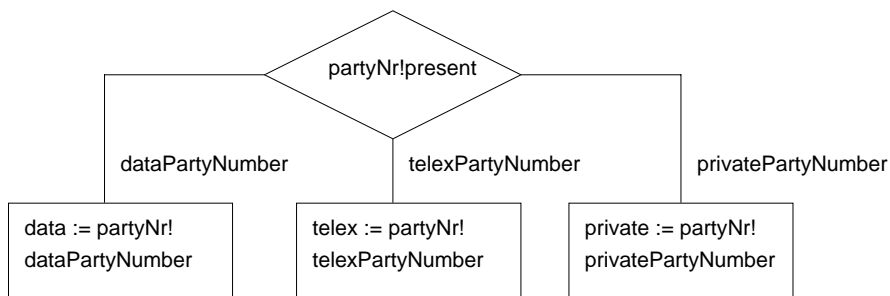 partyNr!present
dataPartyNumber
telexPartyNumber
privatePartyNumber
data := partyNr!
dataPartyNumber
telex := partyNr!
telexPartyNumber
private := partyNr!
privatePartyNumber